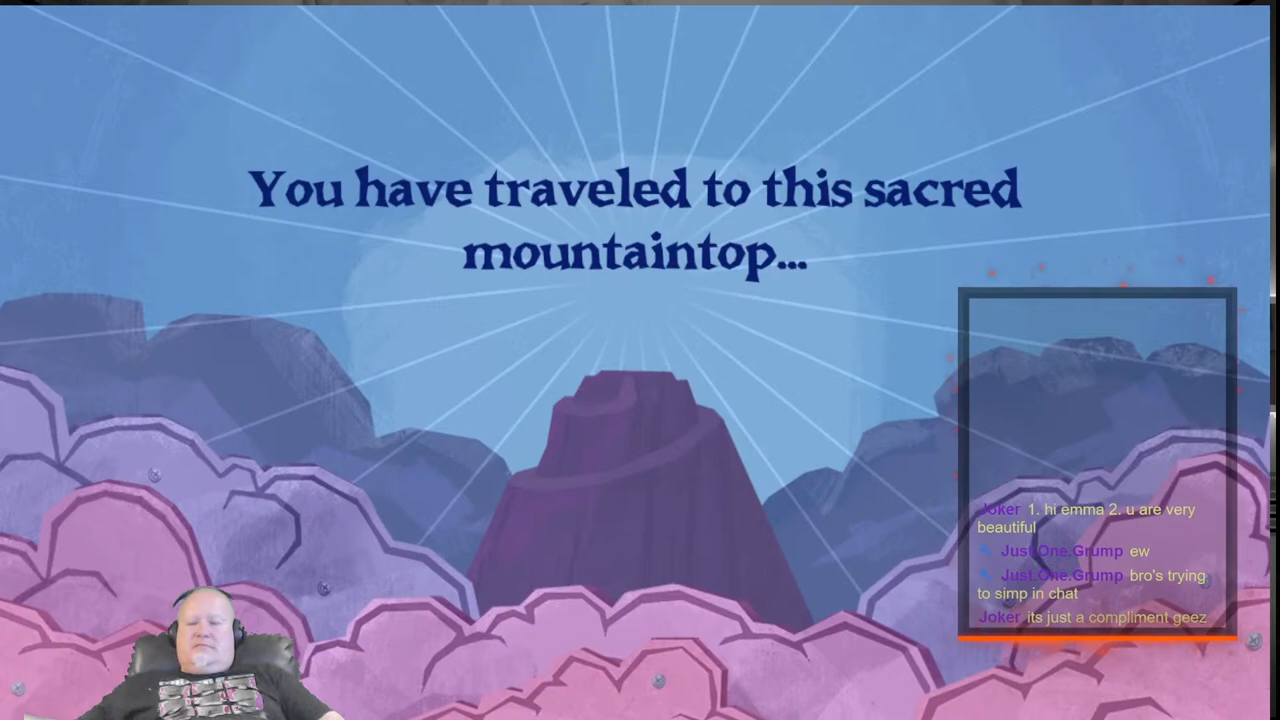 You have traveled to this sacred
mountaintop...
Joker 1. hi emma 2. u are very
beautiful
Just.One.Grump ew
Just.One.Grump bro's trying
to simp in chat
Joker its just a compliment geez